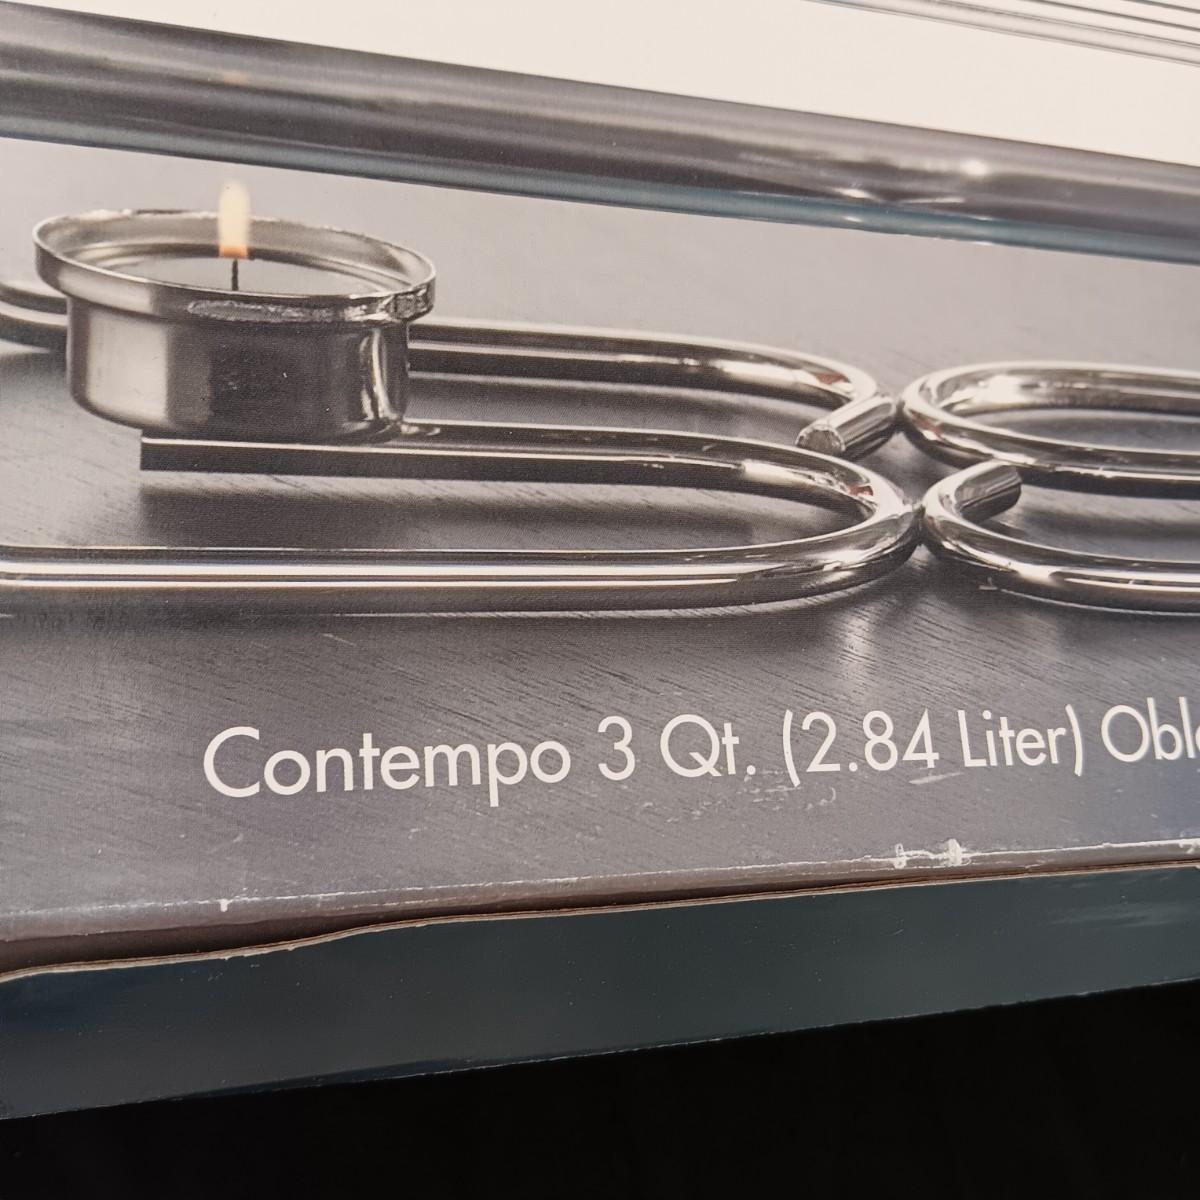 Contempo 3 Qt. (2.84 Liter)